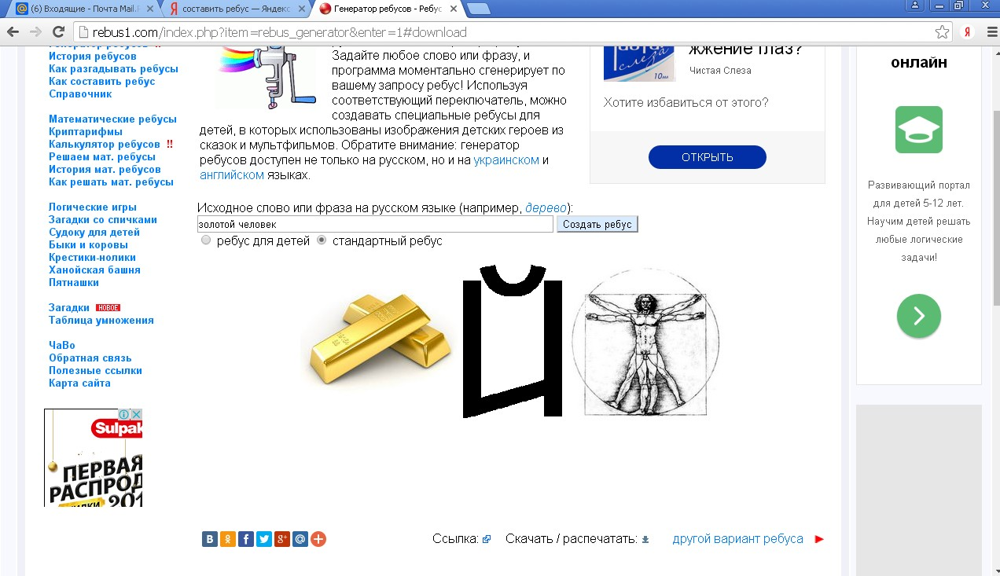 (6) Входящие - Почта Mail.R
составить ребус — Яндекс
Генератор ребусов - Ребус
rebus1.com/index.php?item=rebus_generator&enter=1#download
Я
Генератор ребусов !!
История ребусов
Как разгадывать ребусы
Как составить ребус
Справочник
Математические ребусы
Криптарифмы
Калькулятор ребусов !!
Решаем мат. ребусы
История мат. ребусов
Как решать мат. ребусы
Логические игры
Загадки со спичками
Судоку для детей
Быки и коровы
Крестики-нолики
Ханойская башня
Пятнашки
Загадки НОВОЕ
Таблица умножения
ЧаВо
Обратная связь
Полезные ссылки
Карта сайта
Sulpak
ПЕРВАЯ
РАСПРОД
201
Задайте любое слово или фразу, и
программа моментально сгенерирует по
вашему запросу ребус! Используя
соответствующий переключатель, можно
создавать специальные ребусы для
детей, в которых использованы изображения детских героев из
сказок и мультфильмов. Обратите внимание: генератор
ребусов доступен не только на русском, но и на украинском и
английском языках.
Исходное слово или фраза на русском языке (например, дерево):
золотой человек
Создать ребус
ребус для детей стандартный ребус
Й
Ссылка: Скачать / распечатать: другой вариант ребуса
слеза
10мл
жжение глаз?
Чистая Слеза
Хотите избавиться от этого?
ОТКРЫТЬ
онлайн
Развивающий портал
для детей 5-12 лет.
Научим детей решать
любые логические
задачи!